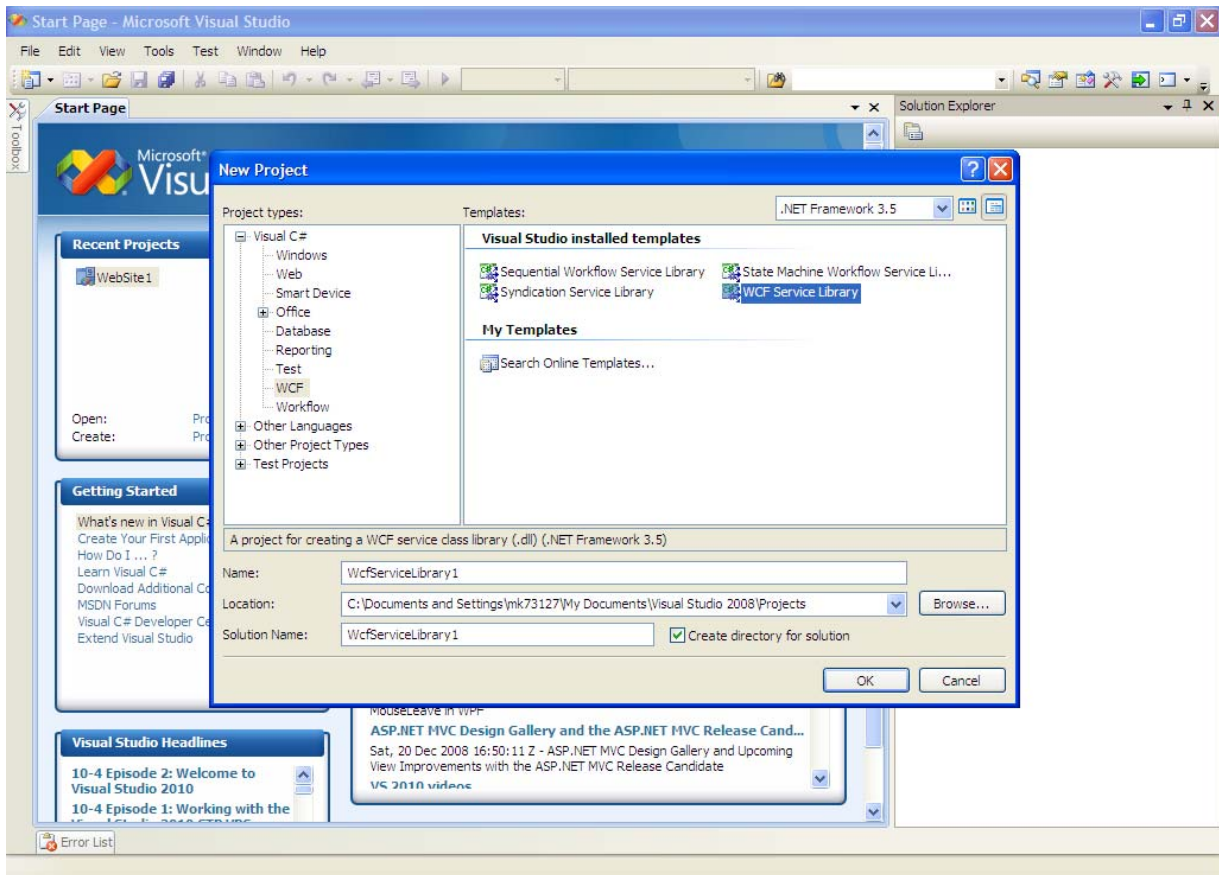 Start Page - Microsoft Visual Studio
File Edit View Tools Test Window Help
Toolbox
Start Page
Solution Explorer
Microsoft®
Visu
Recent Projects
WebSite1
Open:
Create:
Getting Started
What's new in Visual C#
Create Your First Applic
How Do I ... ?
Learn Visual C#
Download Additional Co
MSDN Forums
Visual C# Developer Ce
Extend Visual Studio
Visual Studio Headlines
10-4 Episode 2: Welcome to
Visual Studio 2010
10-4 Episode 1: Working with the
New Project
Project types:
Templates:
.NET Framework 3.5
Visual C#
Windows
Web
Smart Device
Office
Database
Reporting
Test
WCF
Workflow
Other Languages
Other Project Types
Test Projects
Visual Studio installed templates
Sequential Workflow Service Library
State Machine Workflow Service Li...
Syndication Service Library
WCF Service Library
My Templates
Search Online Templates...
A project for creating a WCF service class library (.dll) (.NET Framework 3.5)
Name: WcfServiceLibrary1
Location: C:\Documents and Settings\mk73127\My Documents\Visual Studio 2008\Projects
Browse...
Solution Name: WcfServiceLibrary1
Create directory for solution
OK Cancel
MouseLeave in WPF
ASP.NET MVC Design Gallery and the ASP.NET MVC Release Cand...
Sat, 20 Dec 2008 16:50:11 Z - ASP.NET MVC Design Gallery and Upcoming
View Improvements with the ASP.NET MVC Release Candidate
VS 2010 videos
Error List